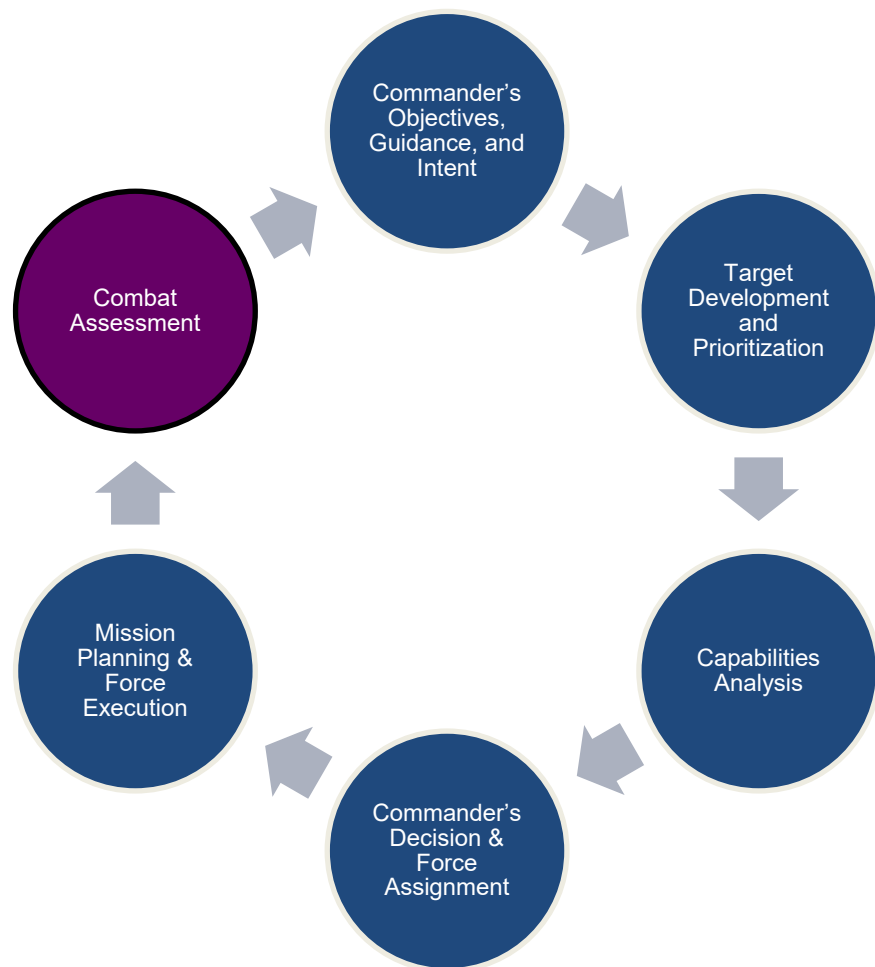 Commander’s
Objectives,
Guidance, and
Intent
Target
Development
and
Prioritization
Capabilities
Analysis
Commander’s
Decision &
Force
Assignment
Mission
Planning &
Force
Execution
Combat
Assessment